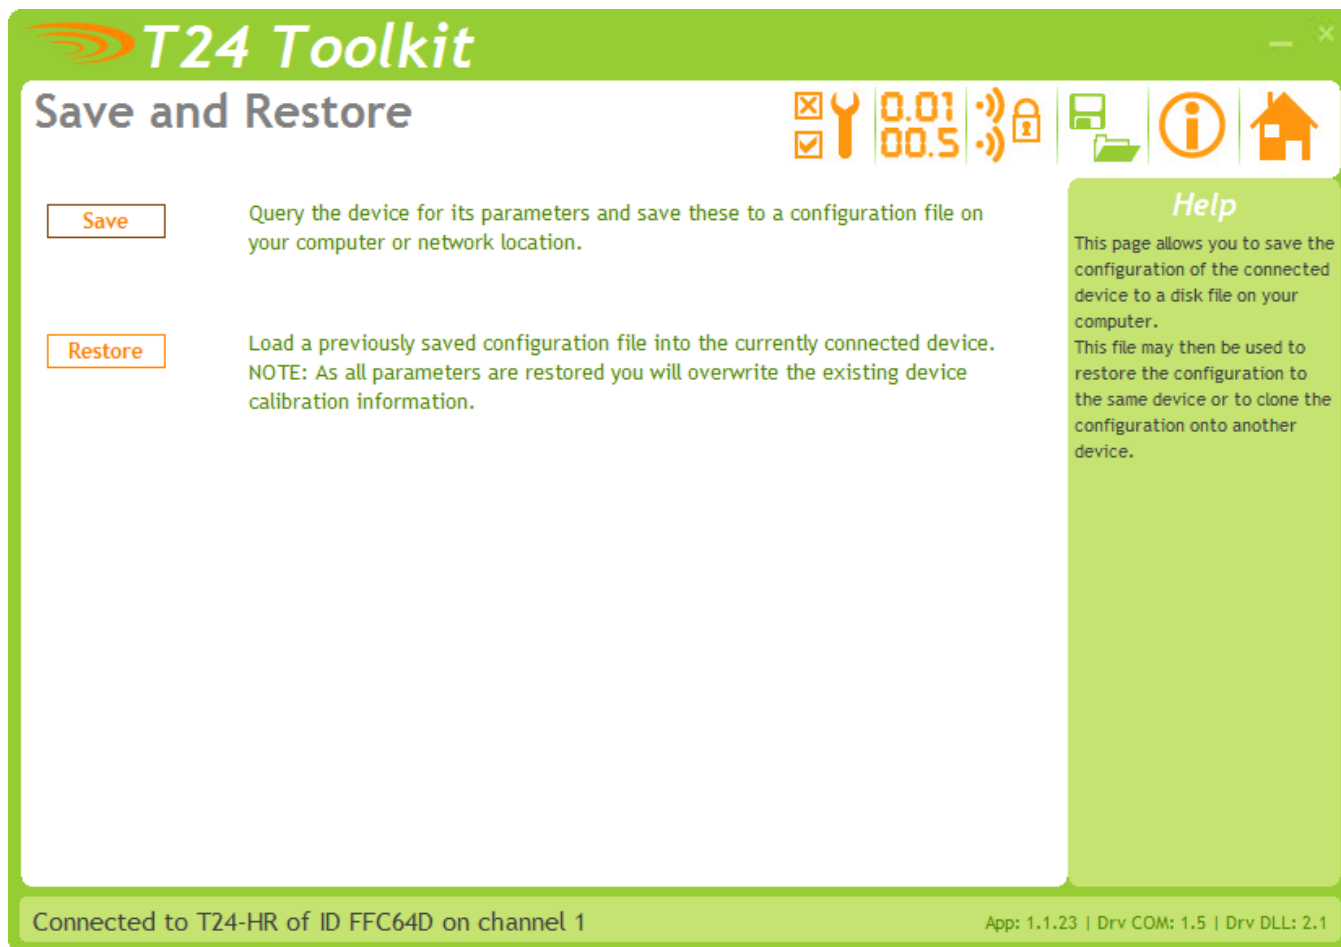 T24 Toolkit
Save and Restore
0.01
00.5
Save
Query the device for its parameters and save these to a configuration file on
your computer or network location.
Restore
Load a previously saved configuration file into the currently connected device.
NOTE: As all parameters are restored you will overwrite the existing device
calibration information.
Help
This page allows you to save the
configuration of the connected
device to a disk file on your
computer.
This file may then be used to
restore the configuration to
the same device or to clone the
configuration onto another
device.
Connected to T24-HR of ID FFC64D on channel 1
App: 1.1.23 | Drv COM: 1.5 | Drv DLL: 2.1